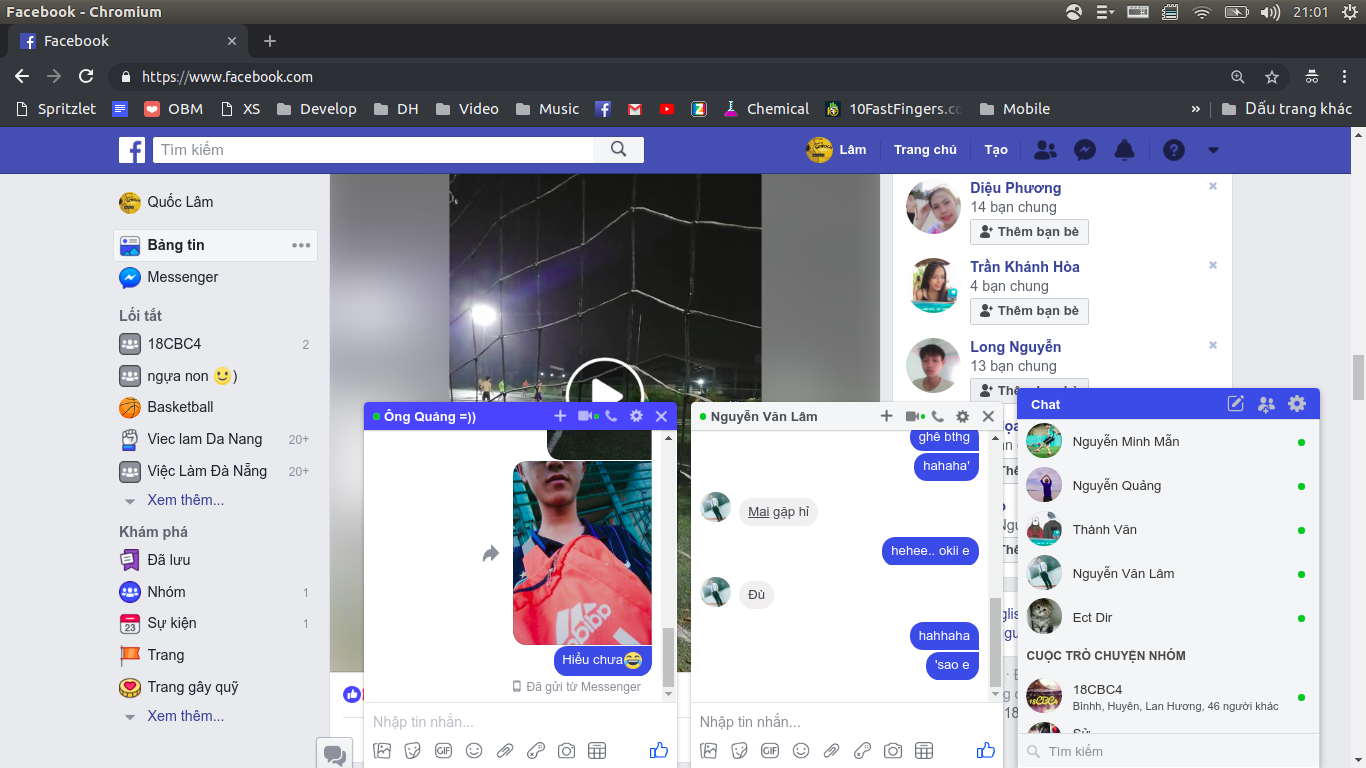 Facebook - Chromium
21:01
Facebook
https://www.facebook.com
Spritzlet
OBM
XS
Develop
DH
Video
Music
Chemical
10FastFingers.c
Mobile
»
Dấu trang khác
Tìm kiếm
Lâm
Trang chủ
Tạo
Quốc Lâm
Bảng tin
Messenger
Lối tắt
18CBC4 2
ngựa non 🙂)
Basketball
Viec lam Da Nang 20+
Việc Làm Đà Nẵng 20+
Xem thêm...
Khám phá
Đã lưu
Nhóm 1
Sự kiện 1
Trang
Trang gây quỹ
Xem thêm...
Diệu Phương
14 bạn chung
Thêm bạn bè
Trần Khánh Hòa
4 bạn chung
Thêm bạn bè
Long Nguyễn
13 bạn chung
Ông Quảng =))
adidas
Hiểu chưa😂
Đã gửi từ Messenger
Nhập tin nhắn...
GIF
Nguyễn Văn Lâm
ghê bthg
hahaha'
Mai gặp hỉ
hehee.. okii e
Đù
hahhaha
'sao e
Nhập tin nhắn...
GIF
Chat
Nguyễn Minh Mẫn
Nguyễn Quảng
Thành Văn
Nguyễn Văn Lâm
Ect Dir
CUỘC TRÒ CHUYỆN NHÓM
18CBC4
Bìnhh, Huyên, Lan Hương, 46 người khác
Sử
Tìm kiếm